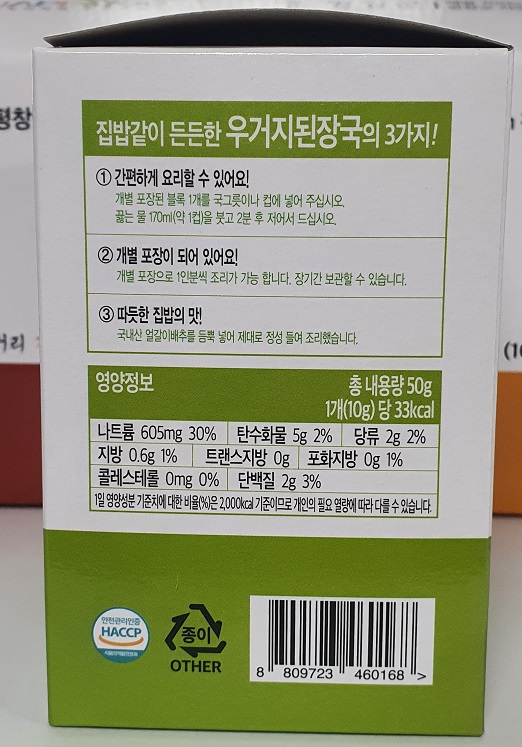 집밥같이 든든한 우거지된장국의 3가지!
① 간편하게 요리할 수 있어요!
개별 포장된 블록 1개를 국그릇이나 컵에 넣어 주십시오.
끓는 물 170ml(약 1컵)을 붓고 2분 후 저어서 드십시오.
② 개별 포장이 되어 있어요!
개별 포장으로 1인분씩 조리가 가능 합니다. 장기간 보관할 수 있습니다.
③ 따듯한 집밥의 맛!
국내산 얼갈이배추를 듬뿍 넣어 제대로 정성 들여 조리했습니다.
영양정보 총 내용량 50g
1개(10g) 당 33kcal
나트륨 605mg 30% 탄수화물 5g 2% 당류 2g 2%
지방 0.6g 1% 트랜스지방 0g 포화지방 0g 1%
콜레스테롤 0mg 0% 단백질 2g 3%
1일 영양성분 기준치에 대한 비율(%)은 2,000kcal 기준이므로 개인의 필요 열량에 따라 다를 수 있습니다.
안전관리인증
HACCP
종이
OTHER
8 809723 460168 >
평창
거리
(10